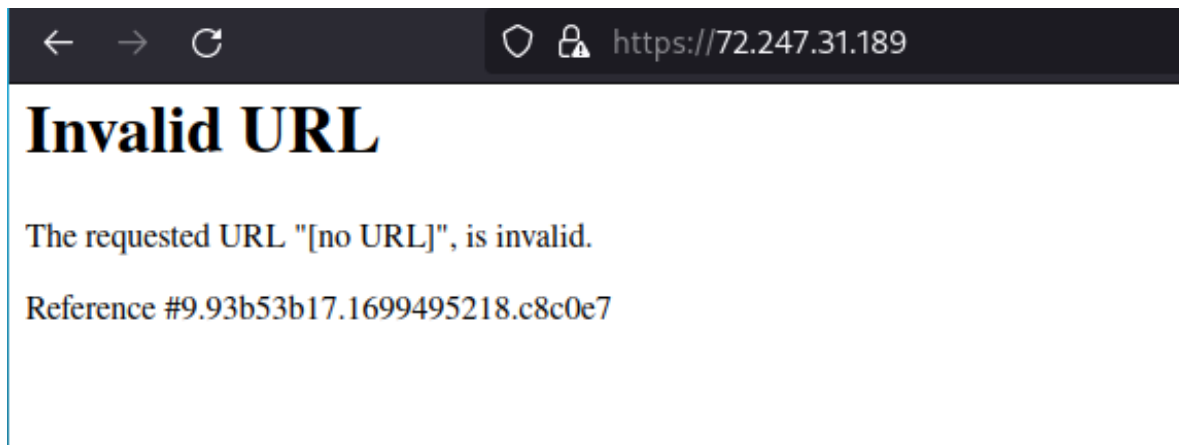 https://72.247.31.189
Invalid URL
The requested URL "[no URL]", is invalid.
Reference #9.93b53b17.1699495218.c8c0e7